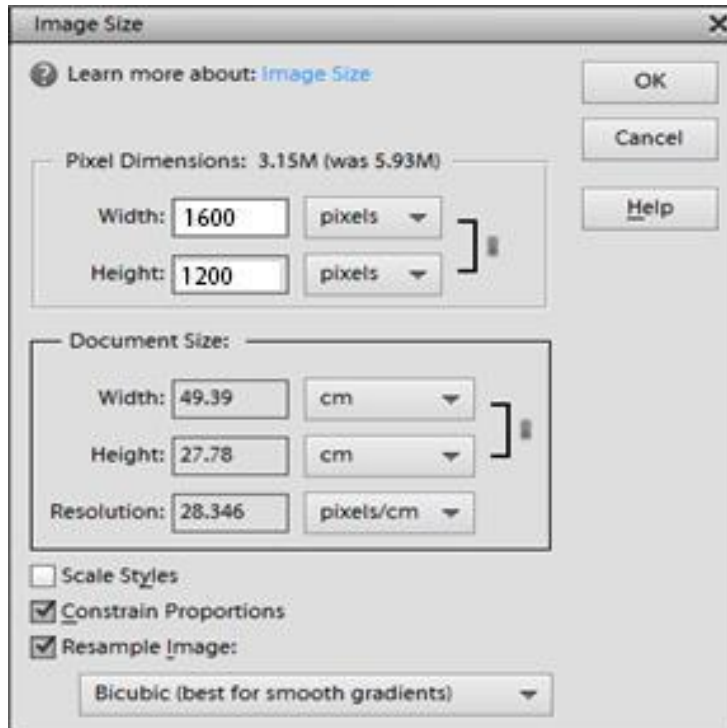 Image Size
Learn more about: Image Size
OK
Cancel
Help
Pixel Dimensions: 3.15M (was 5.93M)
Width: 1600 pixels
Height: 1200 pixels
Document Size:
Width: 49.39 cm
Height: 27.78 cm
Resolution: 28.346 pixels/cm
Scale Styles
Constrain Proportions
Resample Image:
Bicubic (best for smooth gradients)